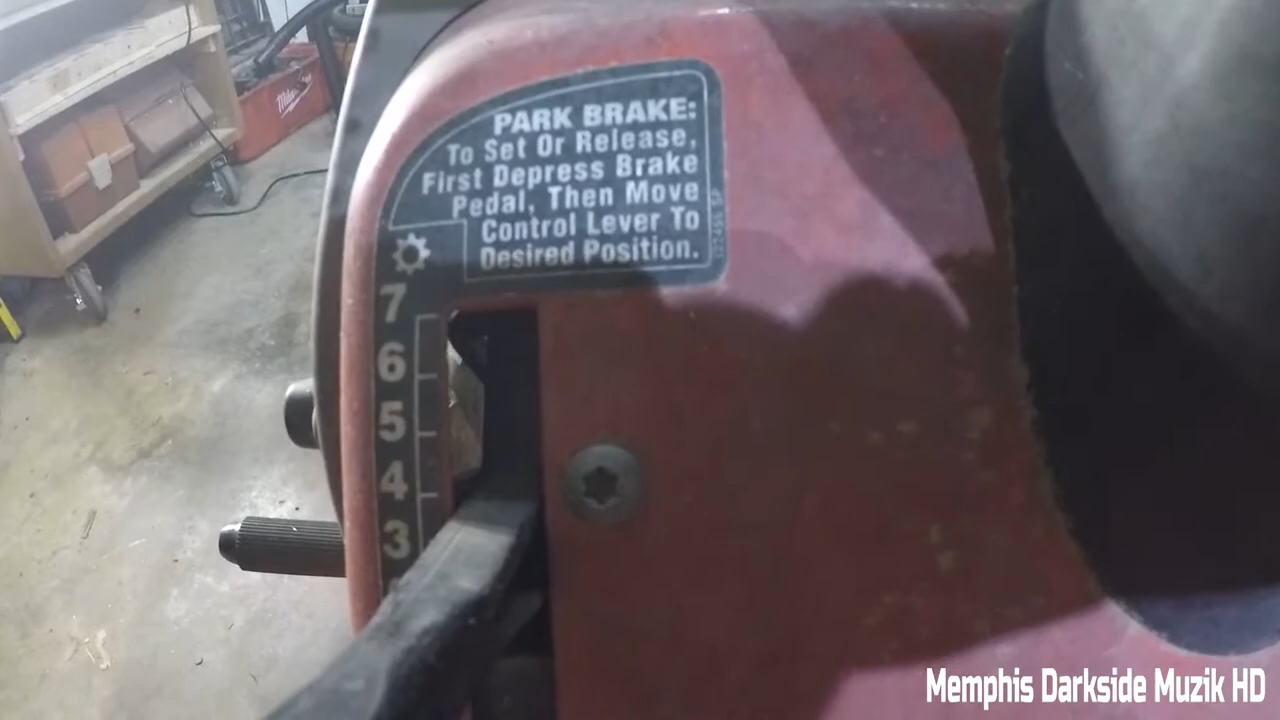 Milwaukee
PARK BRAKE:
To Set Or Release,
First Depress Brake
Pedal, Then Move
Control Lever To
Desired Position.
7
6
5
4
3
Memphis Darkside Muzik HD